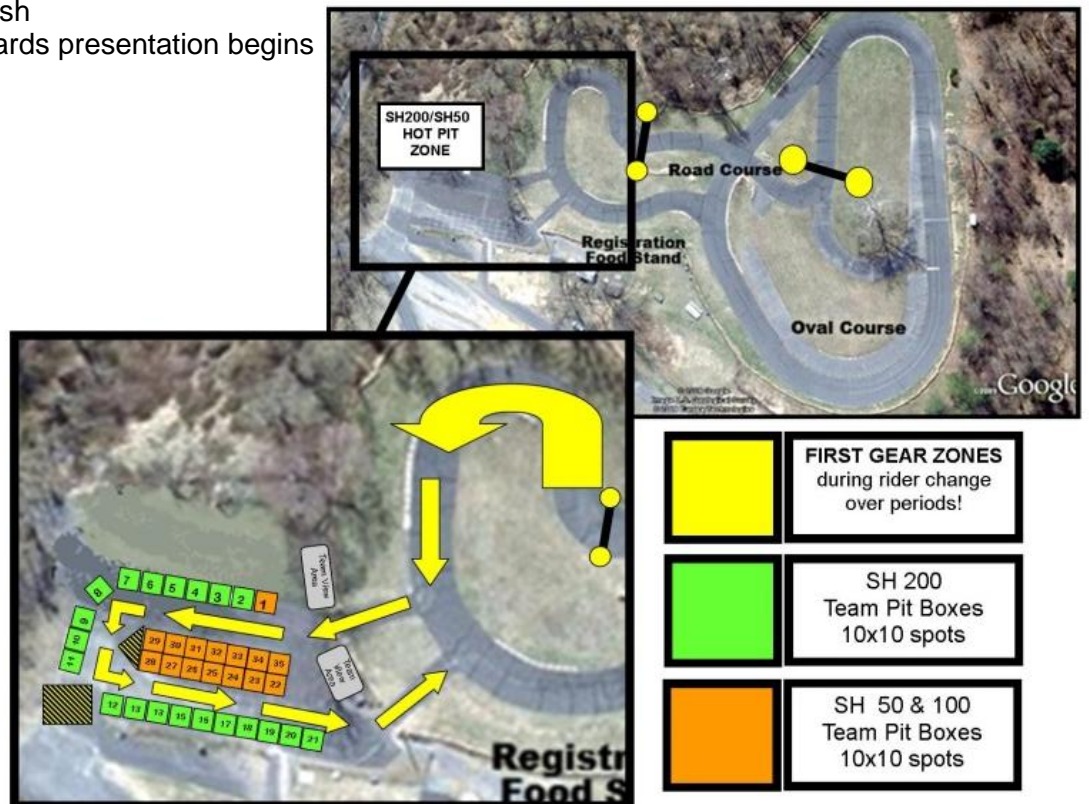 sh
ards presentation begins
SH200/SH50
HOT PIT
ZONE
Road Course
Registration
Food Stand
Oval Course
Google
Team View
Area
Team
View
Area
7 6 5 4 3 2 1
8
9
10
11
29 30 31 32 33 34 35
28 27 26 25 24 23 22
12 13 13 15 16 17 18 19 20 21
Registr
Food S
FIRST GEAR ZONES
during rider change
over periods!
SH 200
Team Pit Boxes
10x10 spots
SH 50 & 100
Team Pit Boxes
10x10 spots